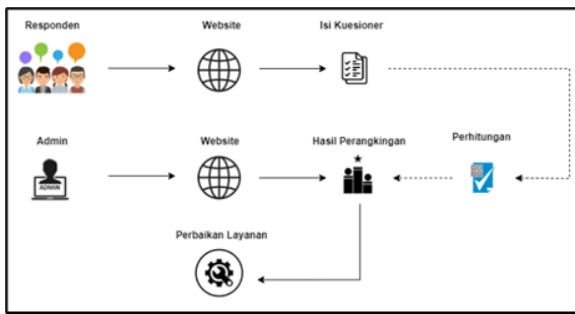 Responden
Website
Isi Kuesioner
Admin
Website
Hasil Perangkingan
Perhitungan
ADMIN
Perbaikan Layanan